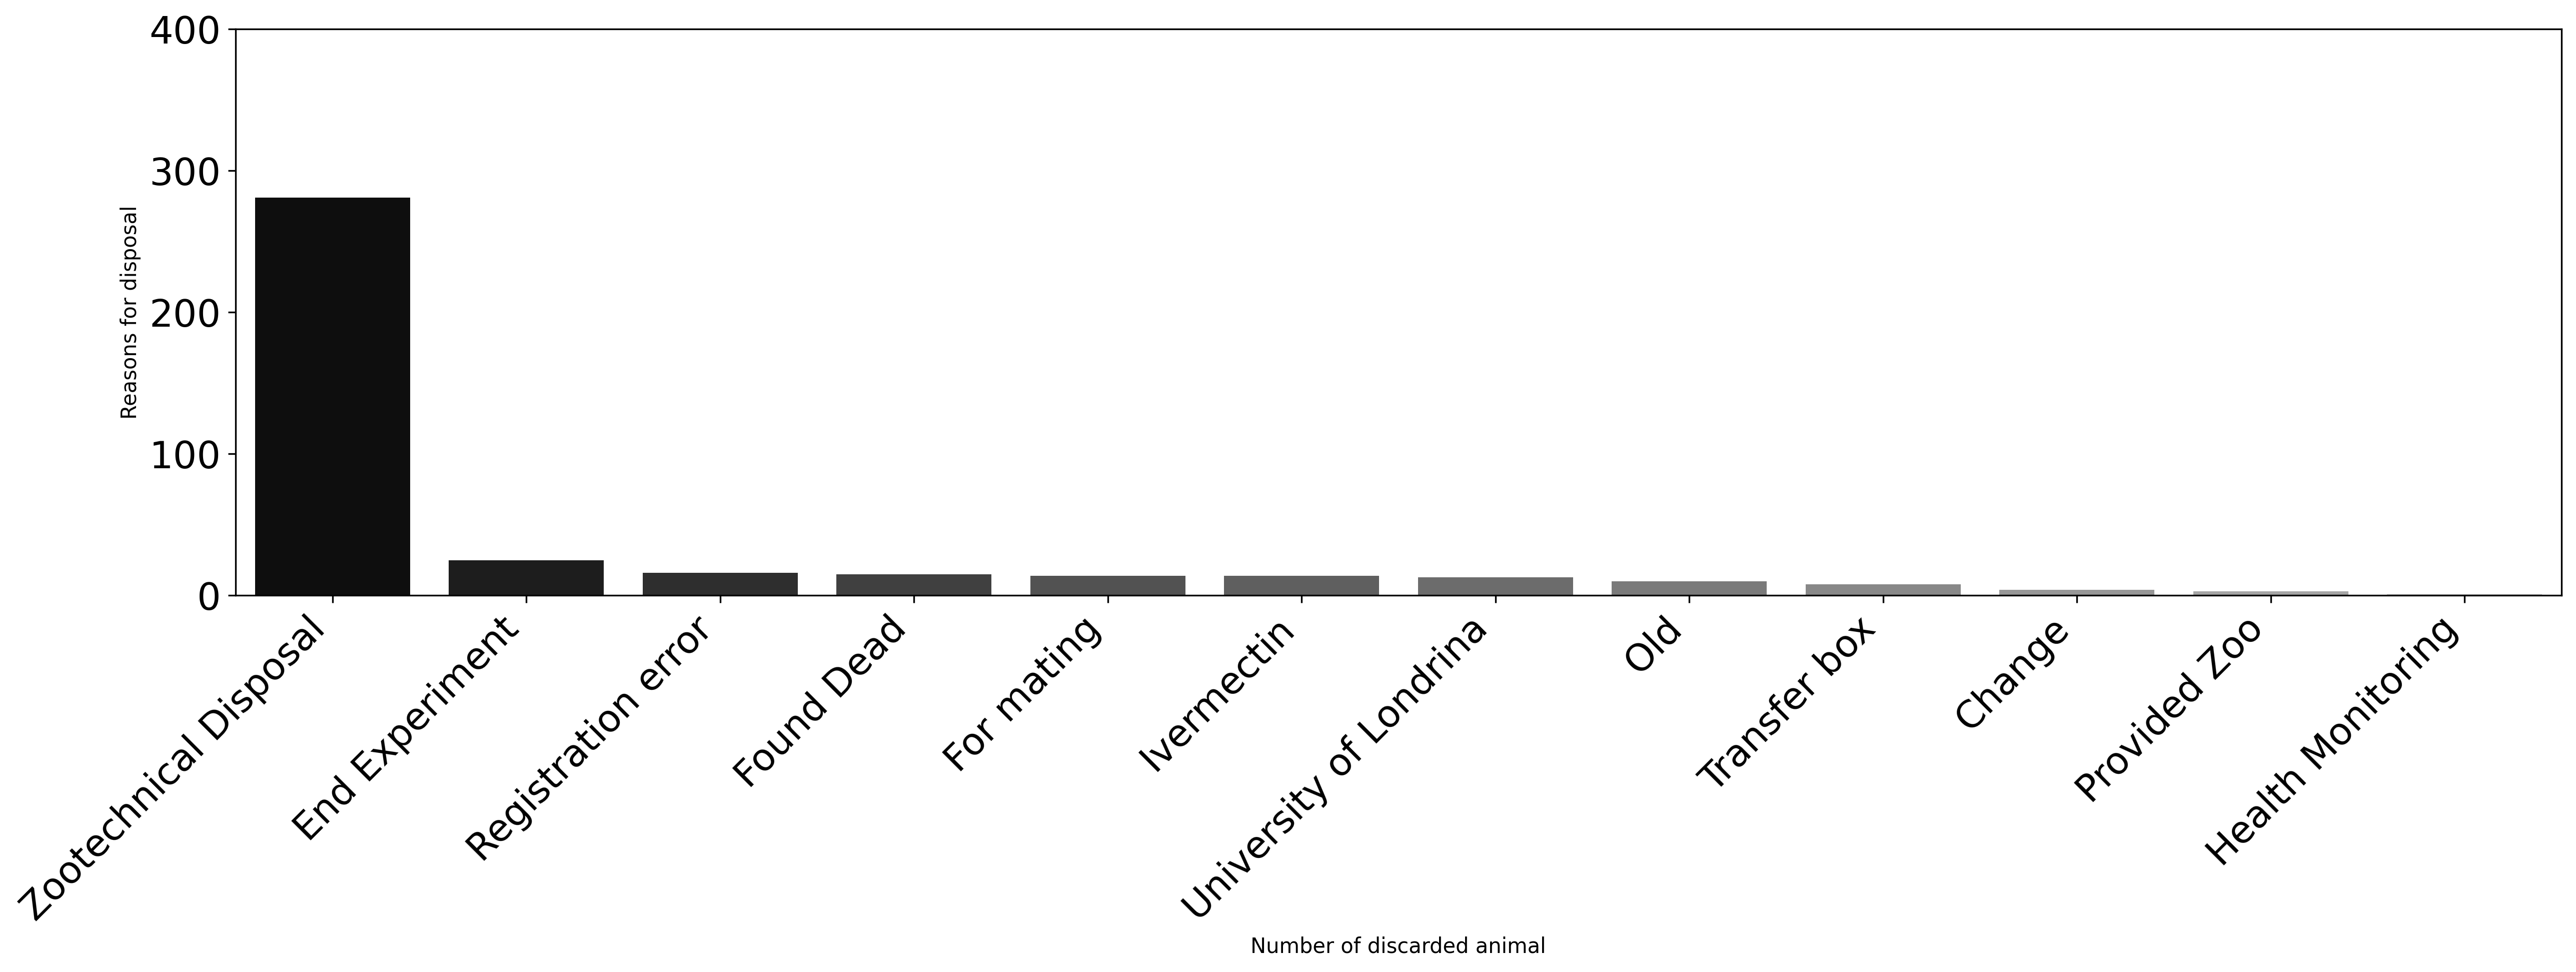 400
300
200
100
0
Reasons for disposal
Zootechnical Disposal
End Experiment
Registration error
Found Dead
For mating
Ivermectin
University of Londrina
Old
Transfer box
Change
Provided Zoo
Health Monitoring
Number of discarded animal